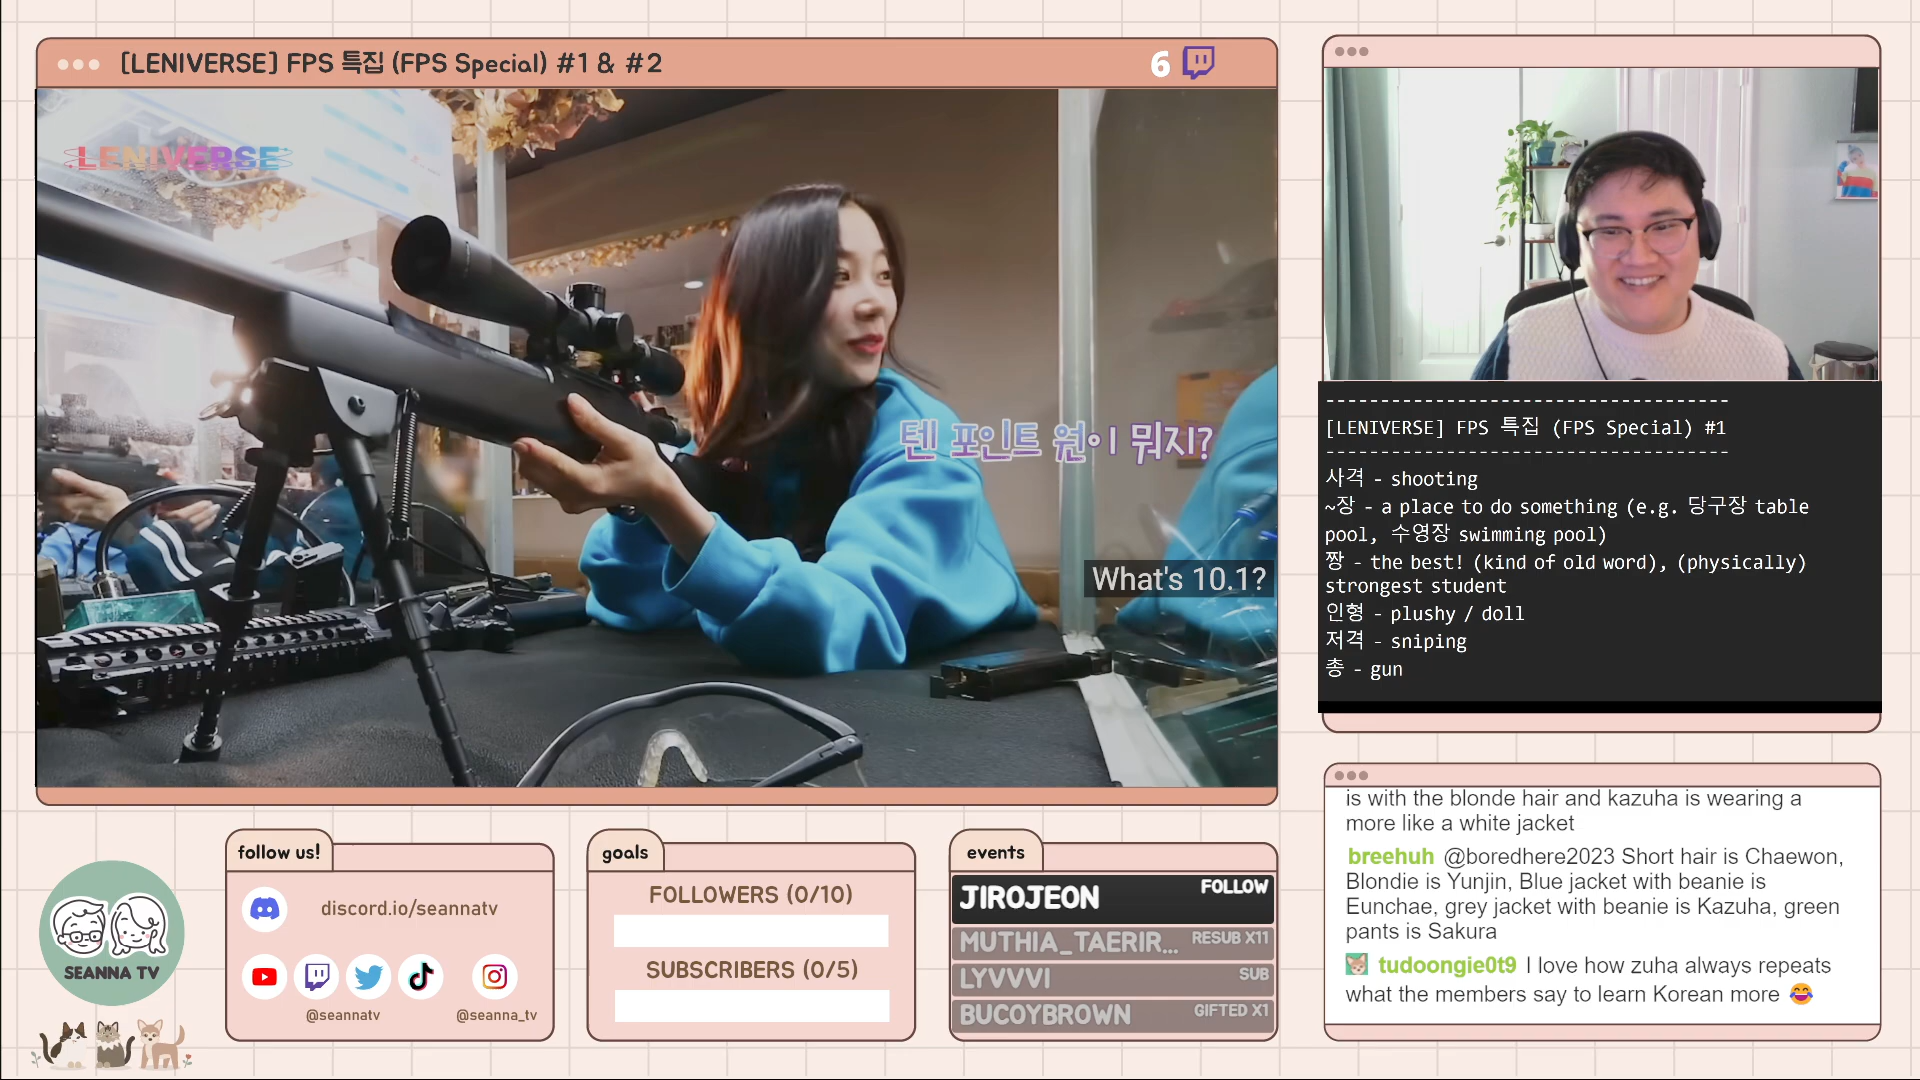 [LENIVERSE] FPS 특집 (FPS Special) #1 & #2
6
LENIVERSE
텐 포인트 원이 뭐지?
What's 10.1?
-------------------------------------
[LENIVERSE] FPS 특집 (FPS Special) #1
-------------------------------------
사격 - shooting
~장 - a place to do something (e.g. 당구장 table
pool, 수영장 swimming pool)
짱 - the best! (kind of old word), (physically)
strongest student
인형 - plushy / doll
저격 - sniping
총 - gun
is with the blonde hair and kazuha is wearing a
more like a white jacket
breehuh @boredhere2023 Short hair is Chaewon,
Blondie is Yunjin, Blue jacket with beanie is
Eunchae, grey jacket with beanie is Kazuha, green
pants is Sakura
tudoongie0t9 I love how zuha always repeats
what the members say to learn Korean more 😂
SEANNA TV
follow us!
discord.io/seannatv
@seannatv
@seanna_tv
goals
FOLLOWERS (0/10)
SUBSCRIBERS (0/5)
events
JIROJEON FOLLOW
MUTHIA_TAERIR... RESUB X11
LYVVVI SUB
BUCOYBROWN GIFTED X1